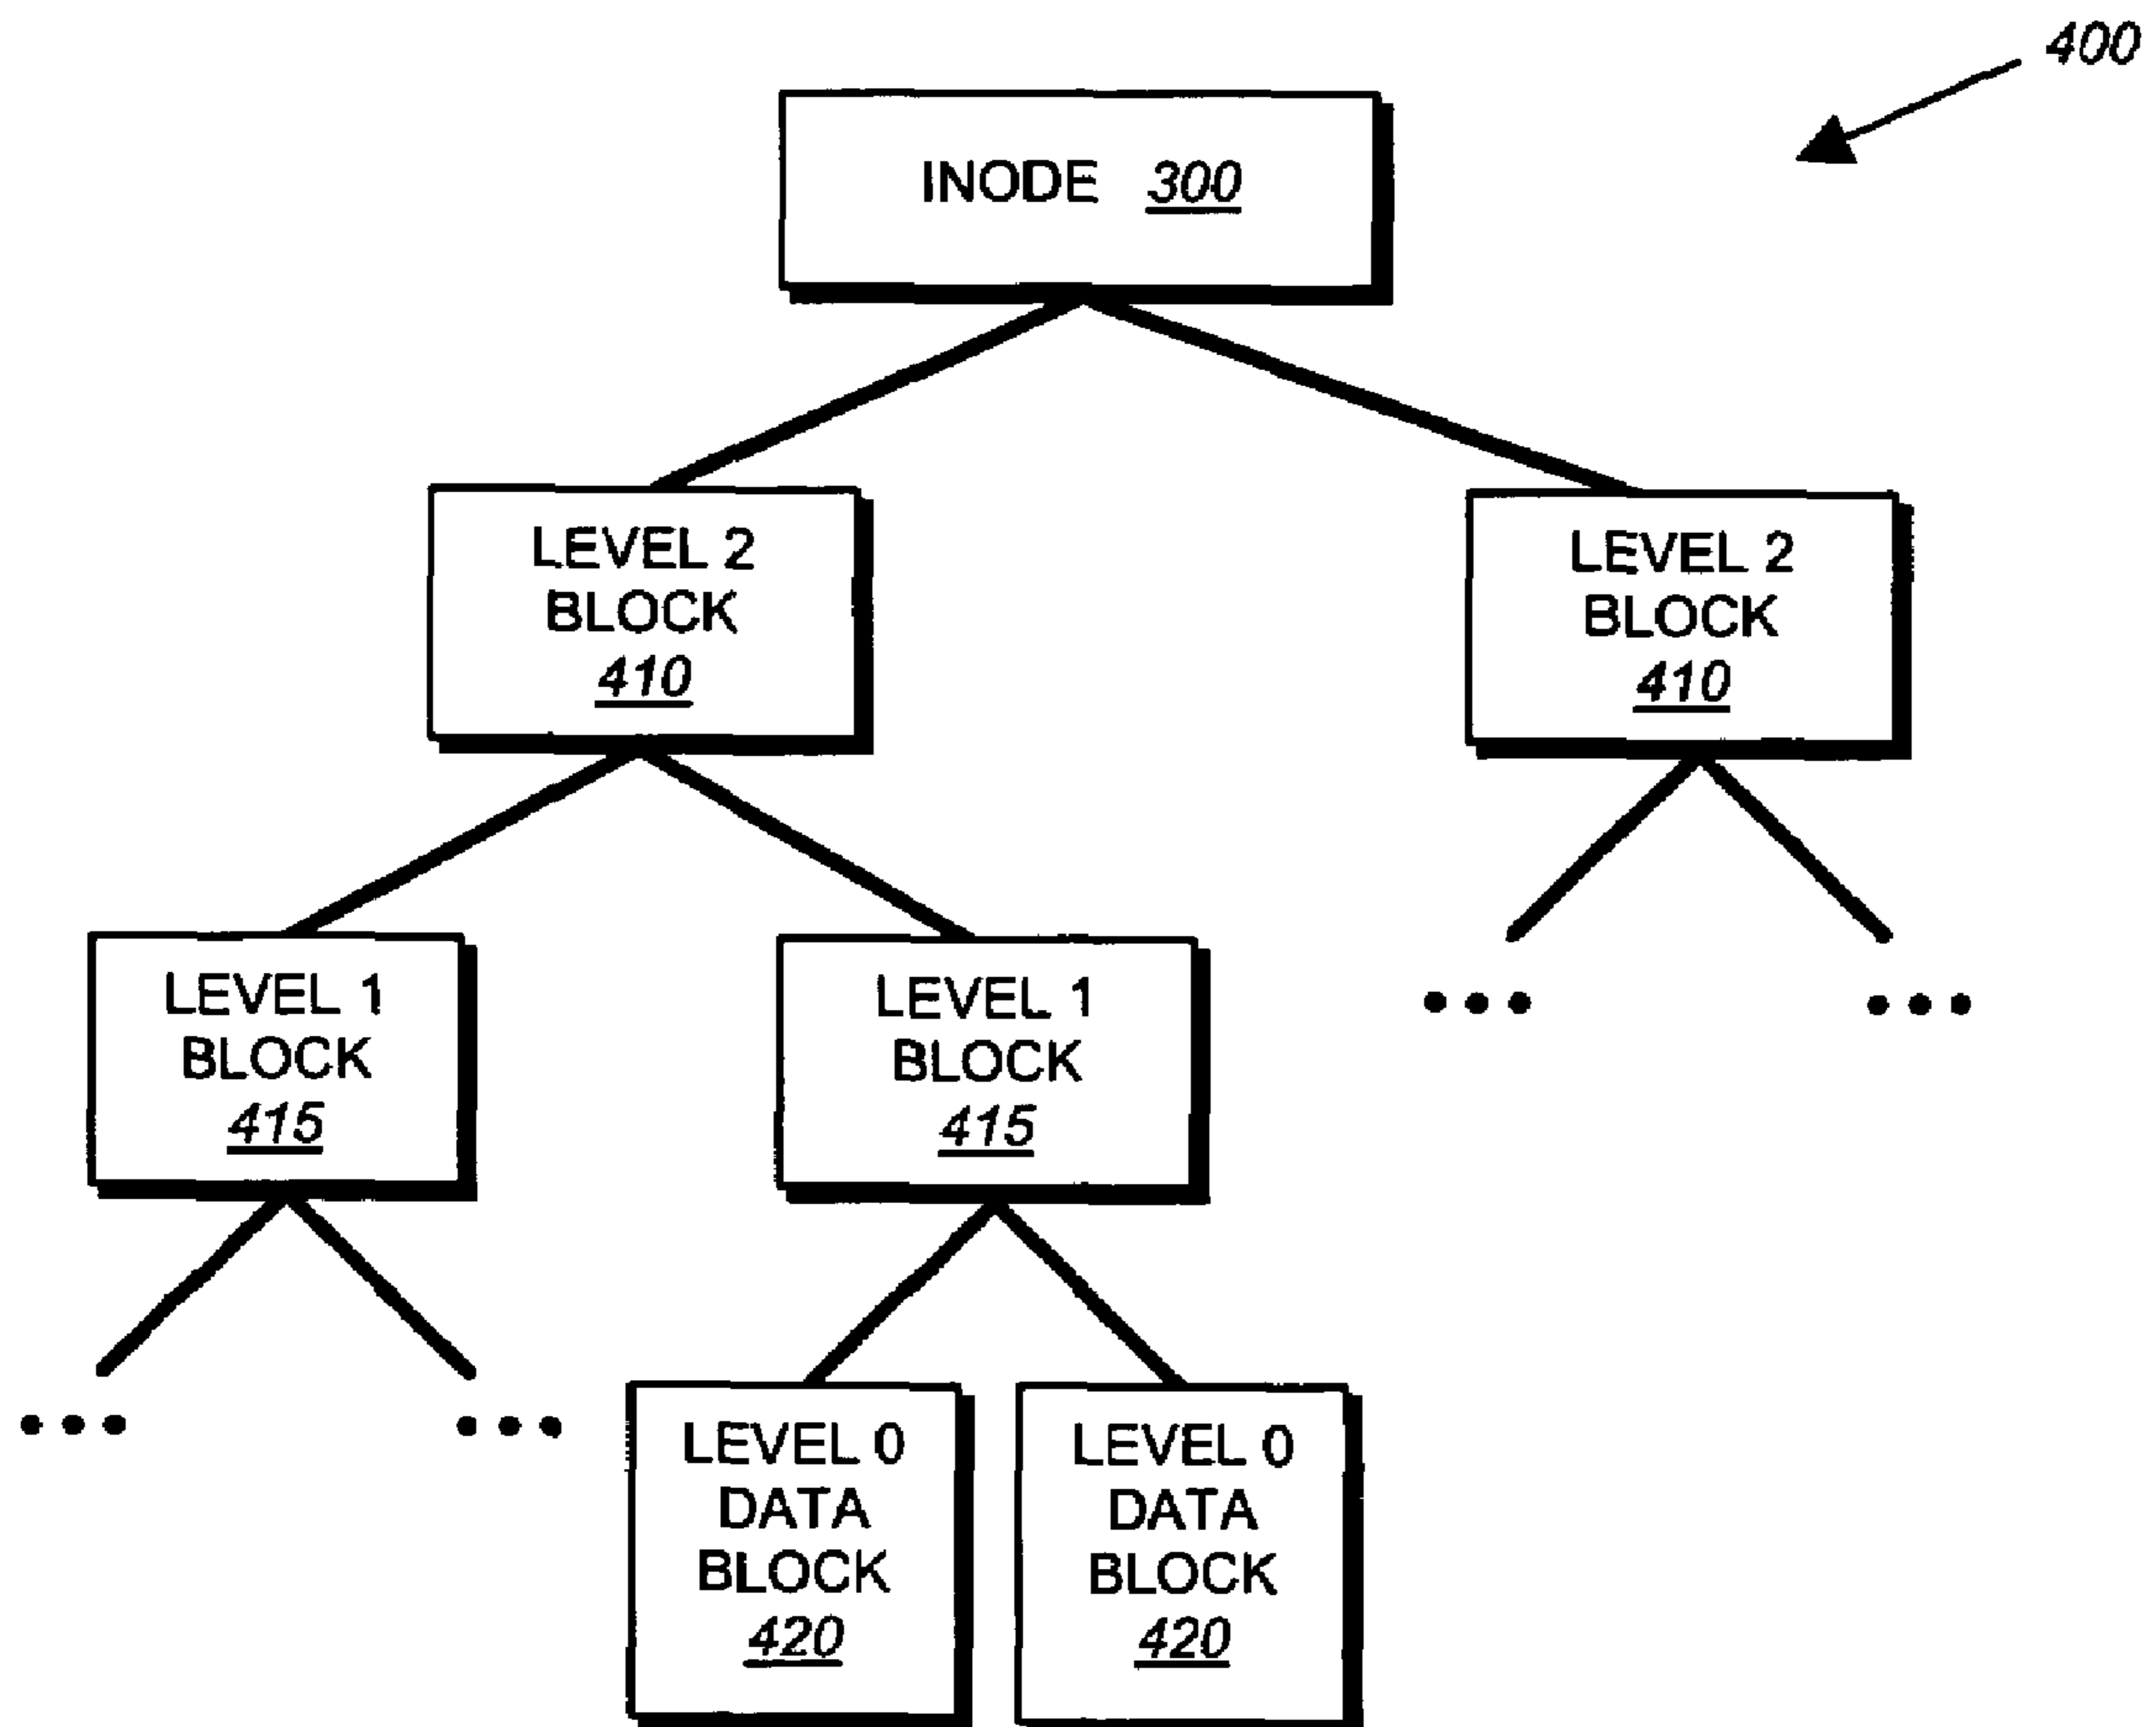 400
INODE 300
LEVEL 2
BLOCK
410
LEVEL 2
BLOCK
410
LEVEL 1
BLOCK
415
LEVEL 1
BLOCK
415
LEVEL 0
DATA
BLOCK
420
LEVEL 0
DATA
BLOCK
420